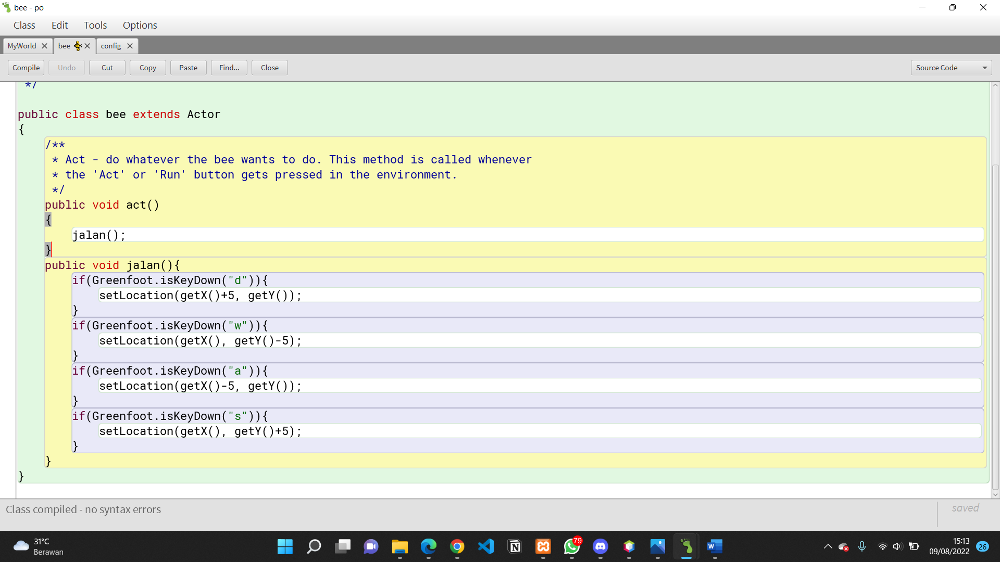 bee - po
Class Edit Tools Options
MyWorld bee config
Compile Undo Cut Copy Paste Find... Close Source Code
*/
public class bee extends Actor
{
/**
* Act - do whatever the bee wants to do. This method is called whenever
* the 'Act' or 'Run' button gets pressed in the environment.
*/
public void act()
{
jalan();
}
public void jalan(){
if(Greenfoot.isKeyDown("d")){
setLocation(getX()+5, getY());
}
if(Greenfoot.isKeyDown("w")){
setLocation(getX(), getY()-5);
}
if(Greenfoot.isKeyDown("a")){
setLocation(getX()-5, getY());
}
if(Greenfoot.isKeyDown("s")){
setLocation(getX(), getY()+5);
}
}
}
Class compiled - no syntax errors saved
31°C
Berawan
79
15:13
09/08/2022
26